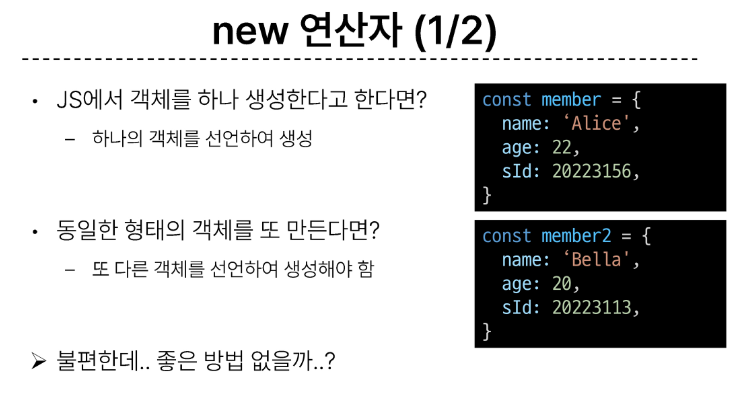 new 연산자 (1/2)
• JS에서 객체를 하나 생성한다고 한다면?
– 하나의 객체를 선언하여 생성
const member = {
name: ‘Alice',
age: 22,
sId: 20223156,
}
• 동일한 형태의 객체를 또 만든다면?
– 또 다른 객체를 선언하여 생성해야 함
const member2 = {
name: ‘Bella',
age: 20,
sId: 20223113,
}
➢ 불편한데.. 좋은 방법 없을까..?